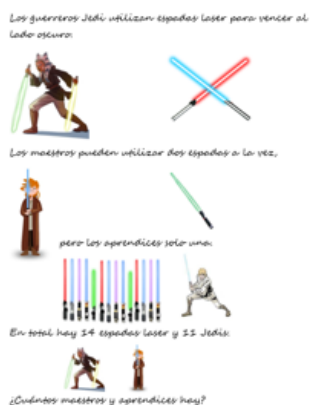 Los guerreros Jedi utilizan espadas laser para vencer al
lado oscuro.
Los maestros pueden utilizar dos espadas a la vez,
pero los aprendices solo una.
En total hay 14 espadas laser y 11 Jedis.
¿Cuántos maestros y aprendices hay?